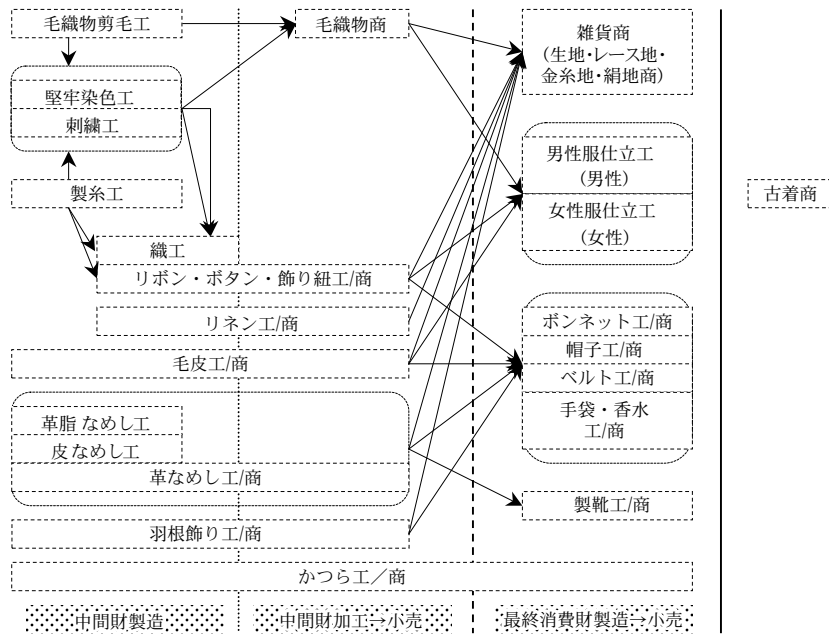 毛織物剪毛工
毛織物商
雑貨商
(生地・レース地・
金糸地・絹地商)
堅牢染色工
刺繍工
男性服仕立工
(男性)
製糸工
古着商
女性服仕立工
(女性)
織工
リボン・ボタン・飾り紐工/商
リネン工/商
ボンネット工/商
帽子工/商
毛皮工/商
ベルト工/商
手袋・香水
工/商
革脂なめし工
皮なめし工
革なめし工/商
製靴工/商
羽根飾り工/商
かつら工／商
中間財製造
中間財加工→小売
最終消費財製造→小売